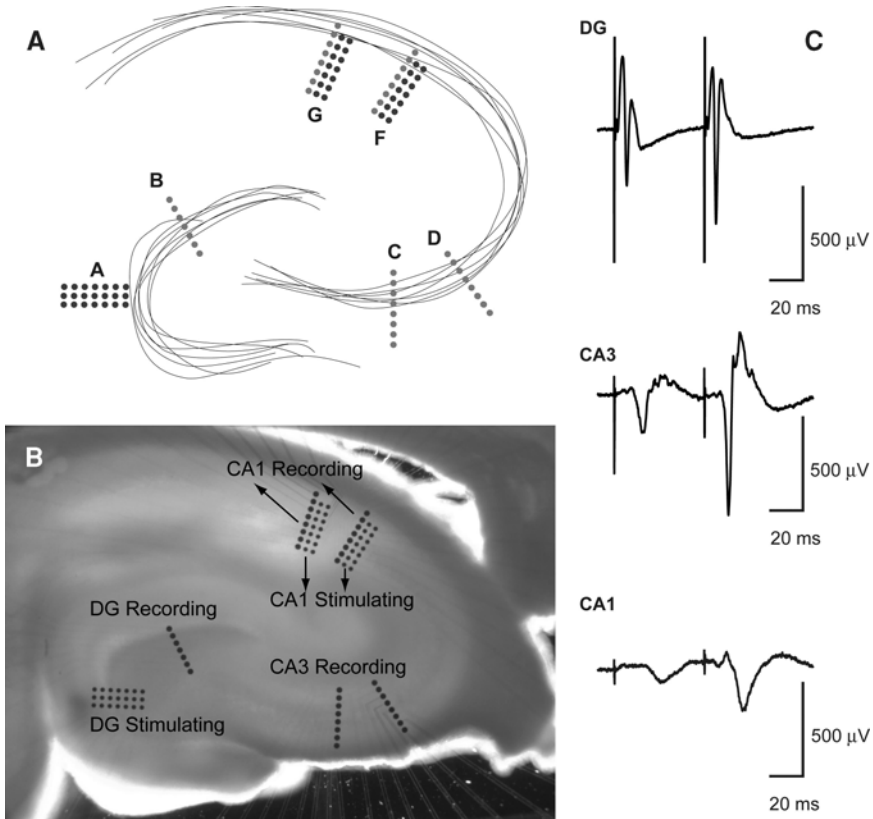 A
G
F
B
A
C
D
B
CA1 Recording
CA1 Stimulating
DG Recording
CA3 Recording
DG Stimulating
C
DG
500 μV
20 ms
CA3
500 μV
20 ms
CA1
500 μV
20 ms